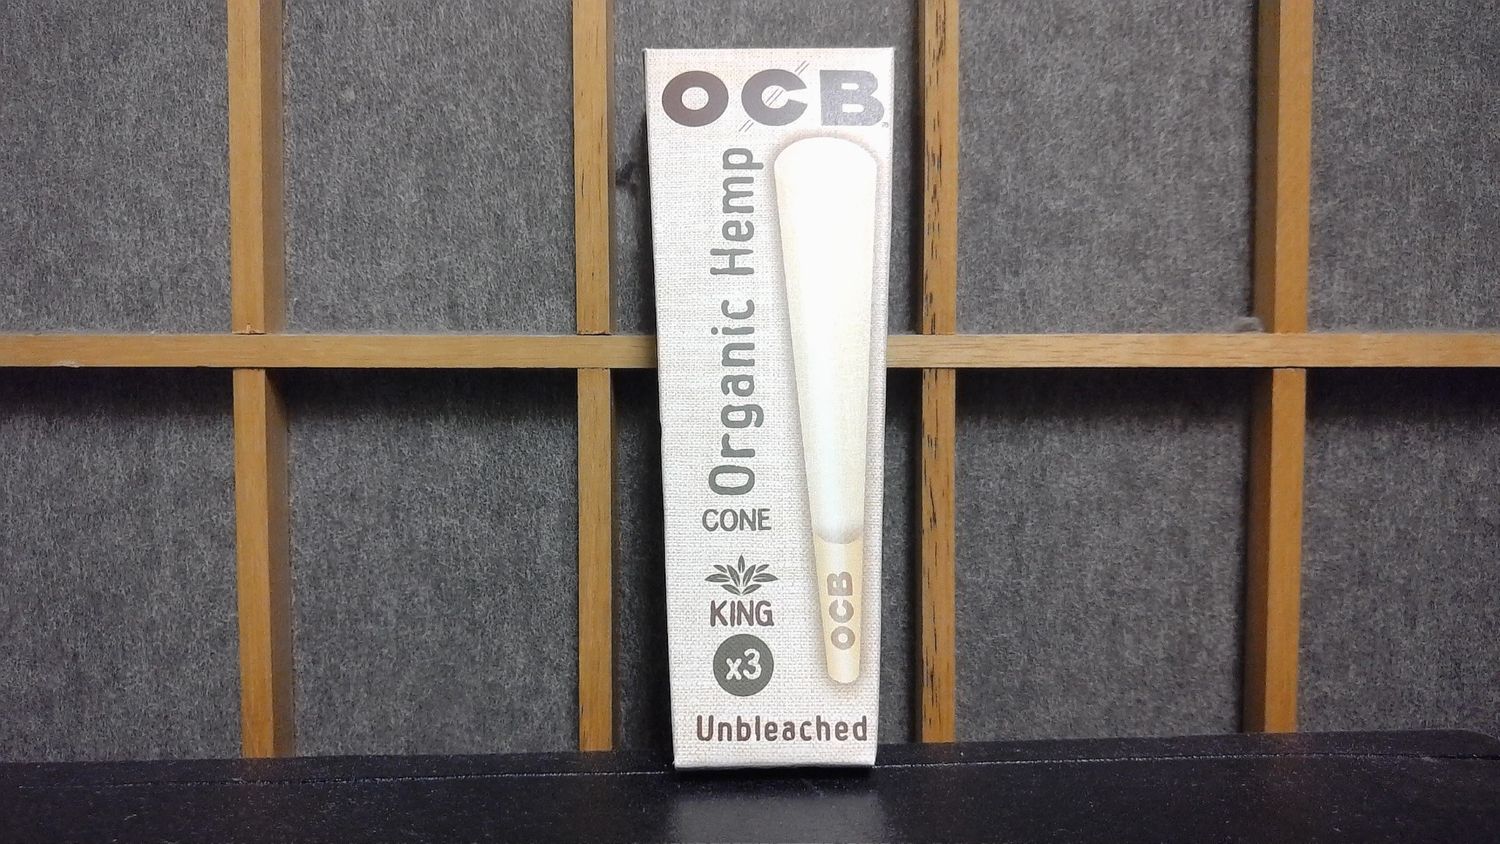 OCB
Organic Hemp
CONE
KING
x3
Unbleached
OCB